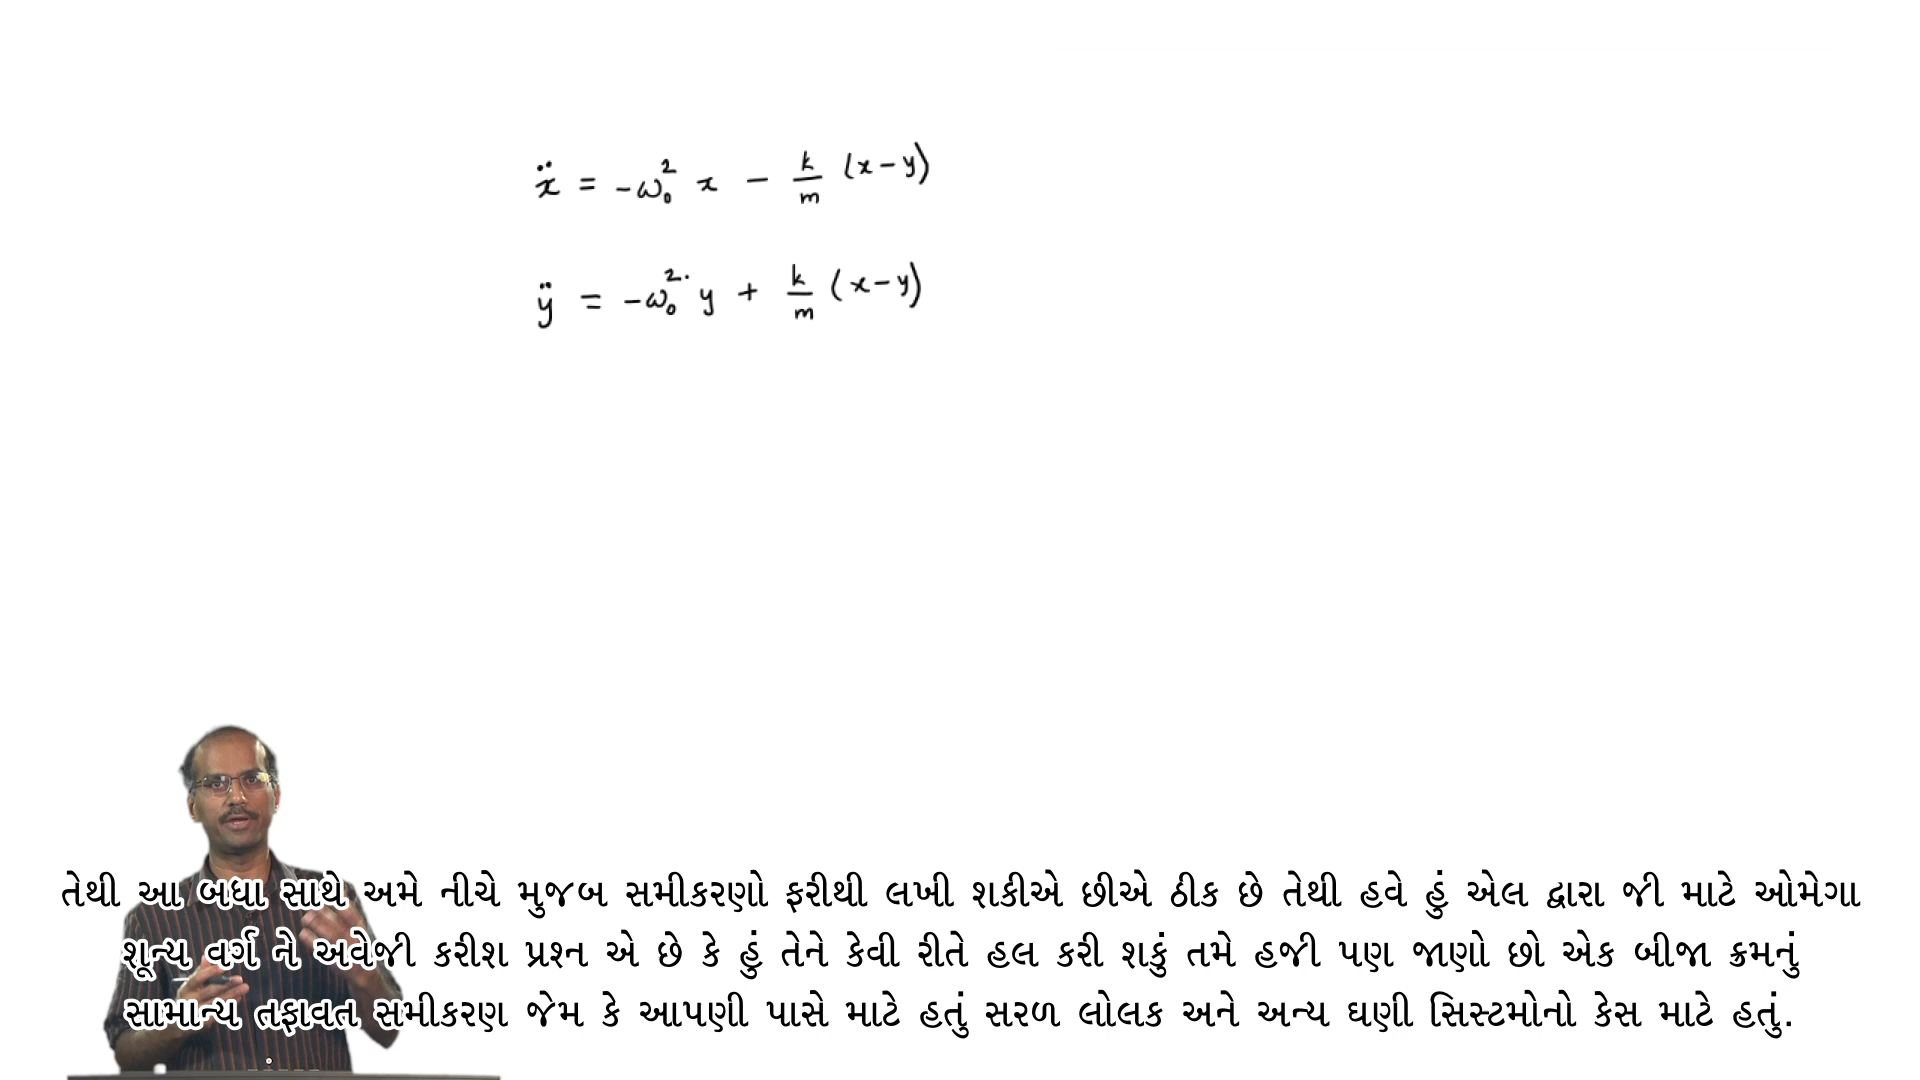 ẍ = -ω₀² x - k/m (x-y)
ÿ = -ω₀² y + k/m (x-y)
તેથી આ બધા સાથે અમે નીચે મુજબ સમીકરણો ફરીથી લખી શકીએ છીએ ઠીક છે તેથી હવે હું એલ દ્વારા જી માટે ઓમેગા
શૂન્ય વર્ગ ને અવેજી કરીશ પ્રશ્ન એ છે કે હું તેને કેવી રીતે હલ કરી શકું તમે હજી પણ જાણો છો એક બીજા ક્રમનું
સામાન્ય તફાવત સમીકરણ જેમ કે આપણી પાસે માટે હતું સરળ લોલક અને અન્ય ઘણી સિસ્ટમોનો કેસ માટે હતું.